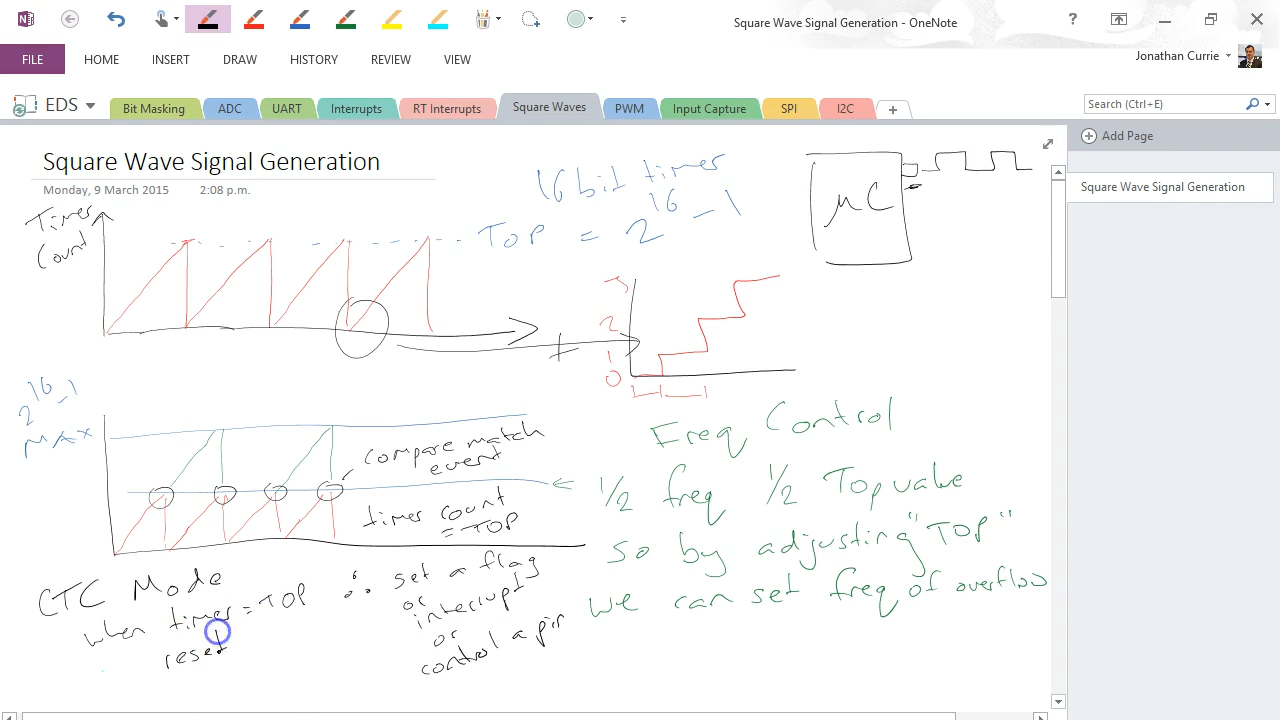 Square Wave Signal Generation - OneNote
?
FILE HOME INSERT DRAW HISTORY REVIEW VIEW
Jonathan Currie
EDS
Bit Masking ADC UART Interrupts RT Interrupts Square Waves PWM Input Capture SPI I2C +
Search (Ctrl+E)
Add Page
Square Wave Signal Generation
Square Wave Signal Generation
Monday, 9 March 2015 2:08 p.m.
16 bit timer
TOP = 2^16 - 1
μC
Timer
Count
3
2
1
0
2^16 - 1
MAX
compare match
event
timer count
= TOP
Freq Control
1/2 freq 1/2 Top value
so by adjusting "TOP"
we can set freq of overflow
CTC Mode
when timer = TOP
reset
∴ set a flag
or
interrupt
or
control a pin